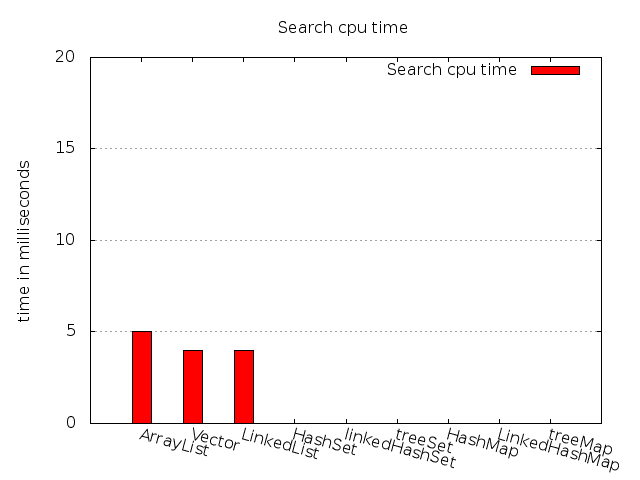 Search cpu time
Search cpu time
20
15
10
5
0
time in milliseconds
ArrayList
Vector
LinkedList
HashSet
linkedHashSet
treeSet
HashMap
LinkedHashMap
treeMap